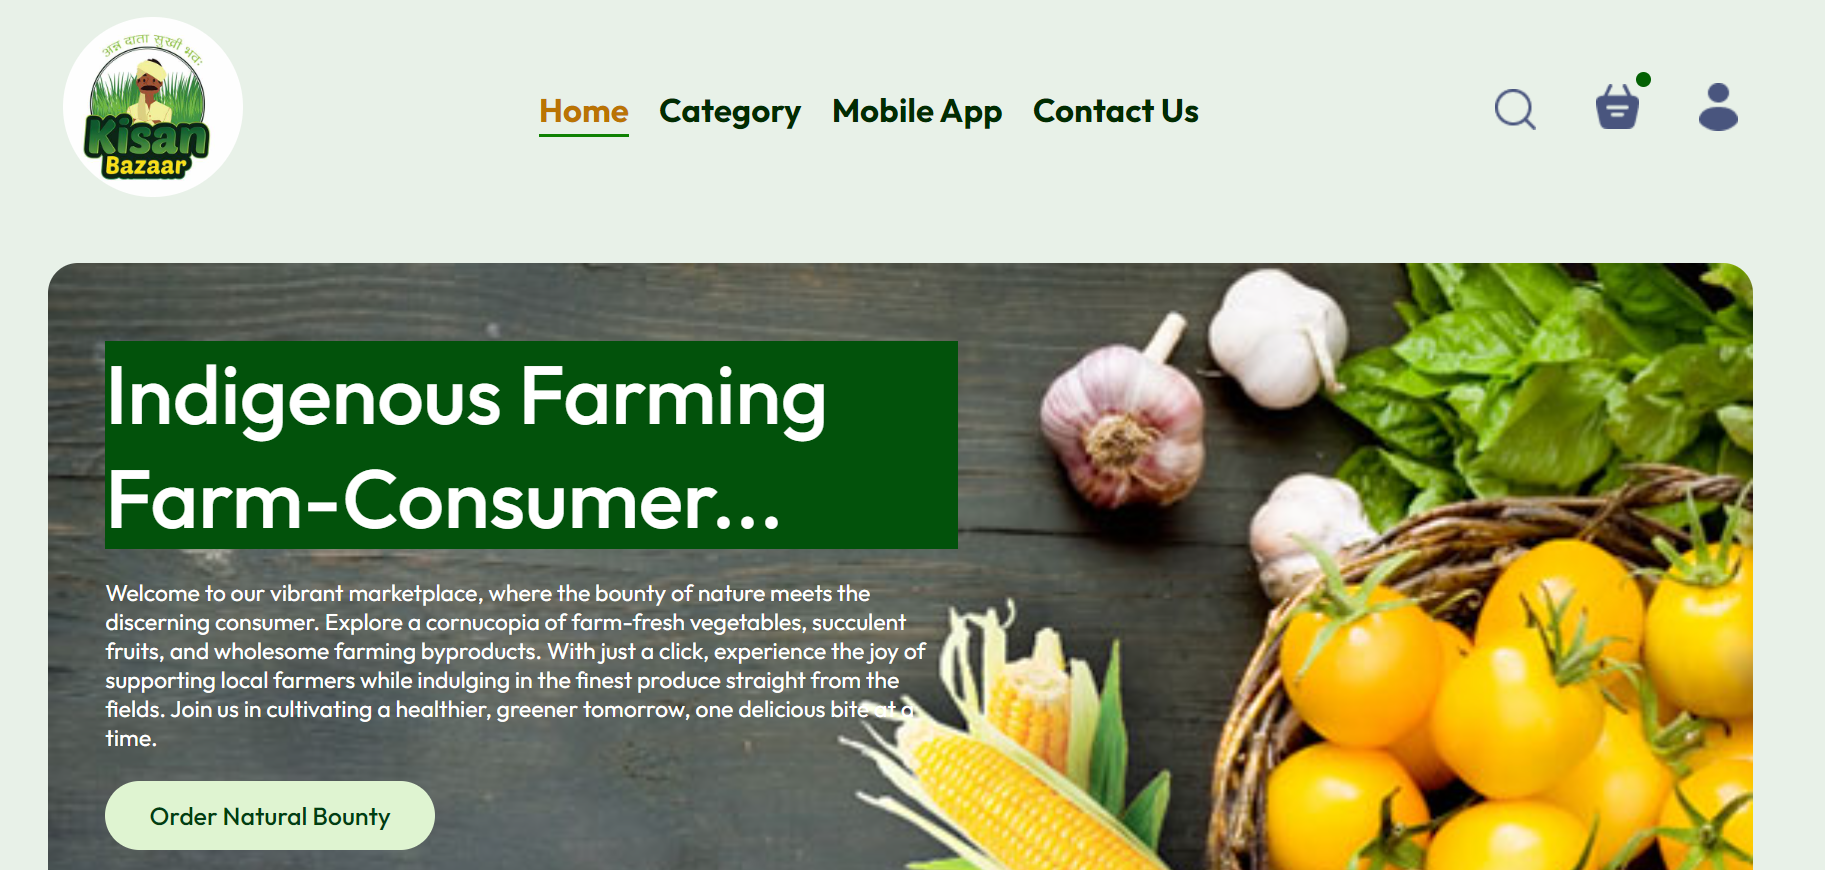 अन्न दाता सुखी भवः
Kisan
Bazaar
Home Category Mobile App Contact Us
Indigenous Farming
Farm-Consumer...
Welcome to our vibrant marketplace, where the bounty of nature meets the
discerning consumer. Explore a cornucopia of farm-fresh vegetables, succulent
fruits, and wholesome farming byproducts. With just a click, experience the joy of
supporting local farmers while indulging in the finest produce straight from the
fields. Join us in cultivating a healthier, greener tomorrow, one delicious bite at a
time.
Order Natural Bounty